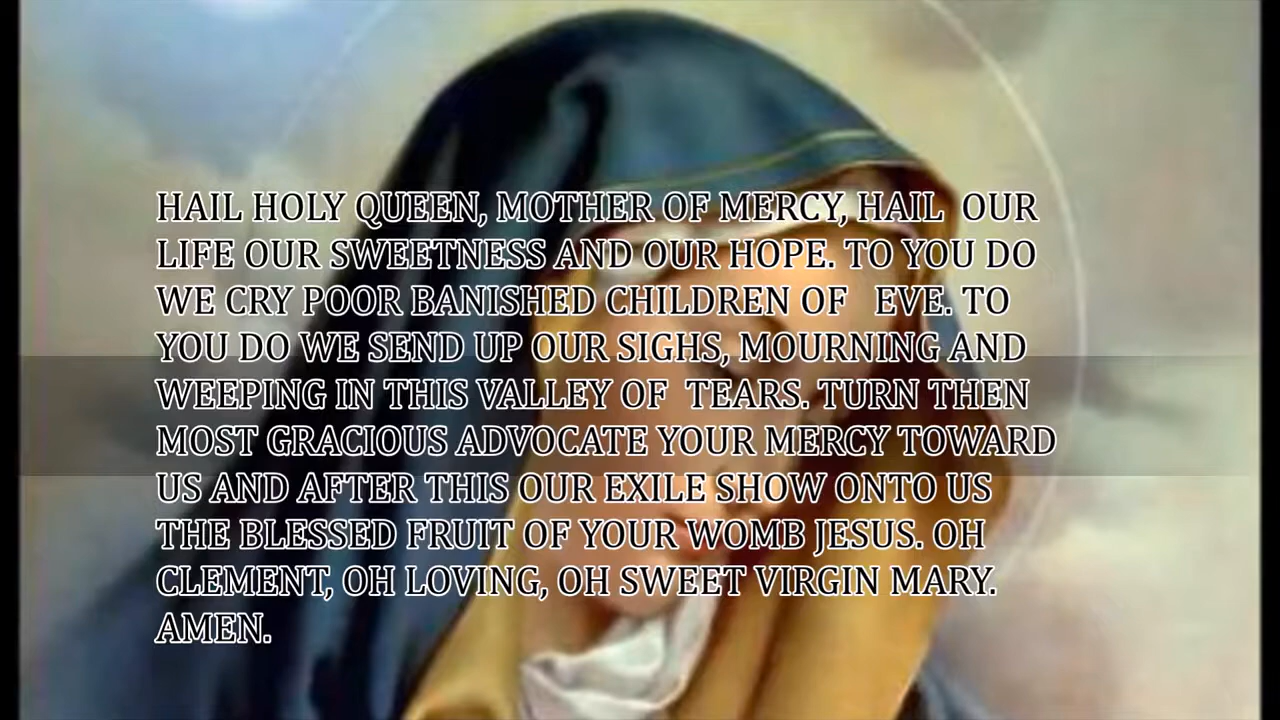 HAIL HOLY QUEEN, MOTHER OF MERCY, HAIL OUR
LIFE OUR SWEETNESS AND OUR HOPE. TO YOU DO
WE CRY POOR BANISHED CHILDREN OF EVE. TO
YOU DO WE SEND UP OUR SIGHS, MOURNING AND
WEEPING IN THIS VALLEY OF TEARS. TURN THEN
MOST GRACIOUS ADVOCATE YOUR MERCY TOWARD
US AND AFTER THIS OUR EXILE SHOW ONTO US
THE BLESSED FRUIT OF YOUR WOMB JESUS. OH
CLEMENT, OH LOVING, OH SWEET VIRGIN MARY.
AMEN.